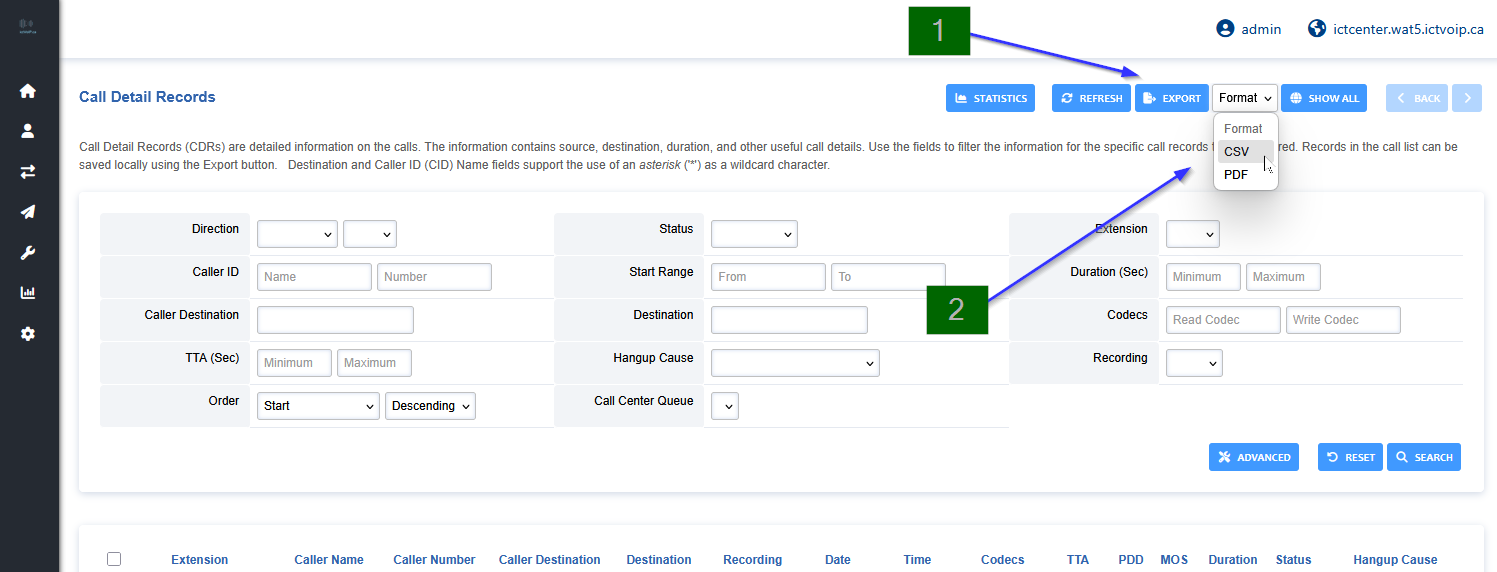 1
admin
ictcenter.wat5.ictvoip.ca
Call Detail Records
STATISTICS
REFRESH
EXPORT
Format
SHOW ALL
BACK
Format
CSV
PDF
Call Detail Records (CDRs) are detailed information on the calls. The information contains source, destination, duration, and other useful call details. Use the fields to filter the information for the specific call records red. Records in the call list can be
saved locally using the Export button. Destination and Caller ID (CID) Name fields support the use of an asterisk ('*') as a wildcard character.
Direction
Status
Extension
Caller ID
Name
Number
Start Range
From
To
Duration (Sec)
Minimum
Maximum
2
Caller Destination
Destination
Codecs
Read Codec
Write Codec
TTA (Sec)
Minimum
Maximum
Hangup Cause
Recording
Order
Start
Descending
Call Center Queue
ADVANCED
RESET
SEARCH
Extension
Caller Name
Caller Number
Caller Destination
Destination
Recording
Date
Time
Codecs
TTA
PDD
MOS
Duration
Status
Hangup Cause